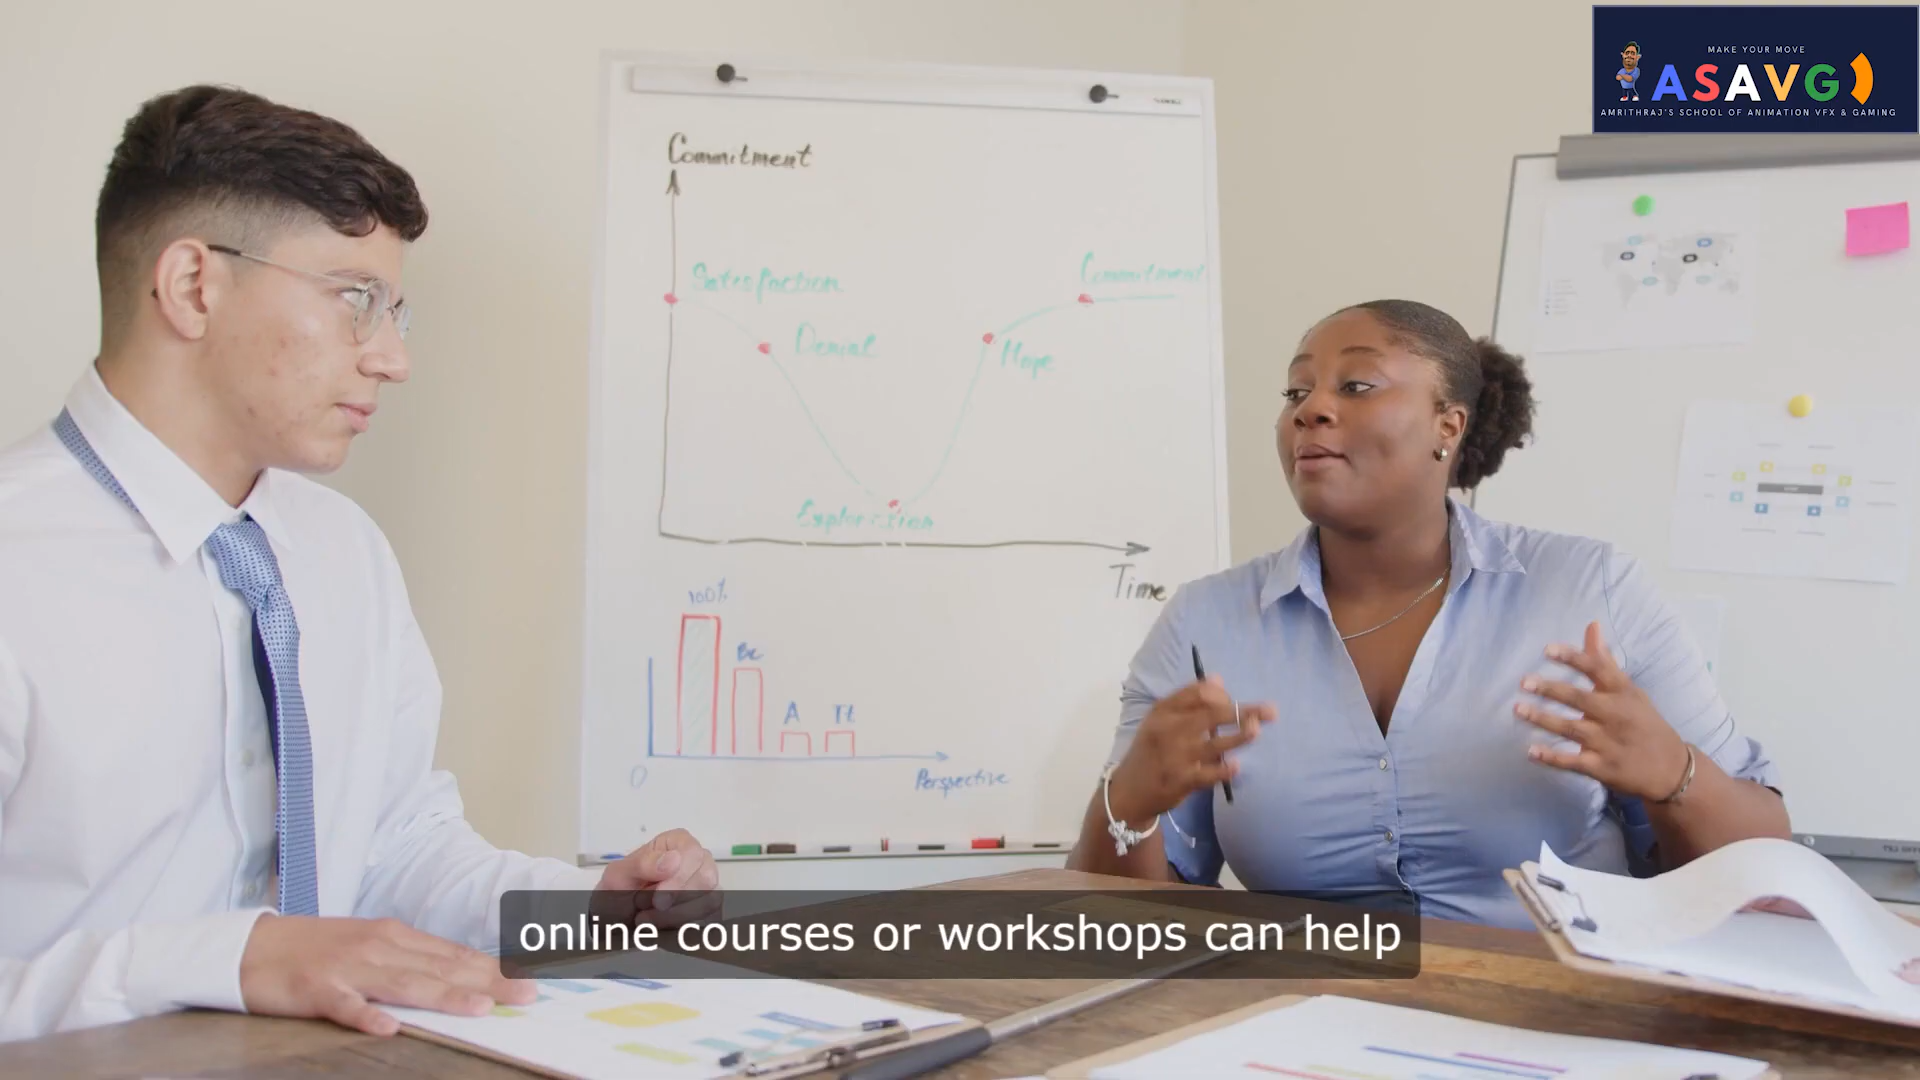 MAKE YOUR MOVE
ASAVG
AMRITHRAJ'S SCHOOL OF ANIMATION VFX & GAMING
Commitment
Satisfaction
Commitment
Denial
Hope
Exploration
Time
100%
A
0
Perspective
online courses or workshops can help